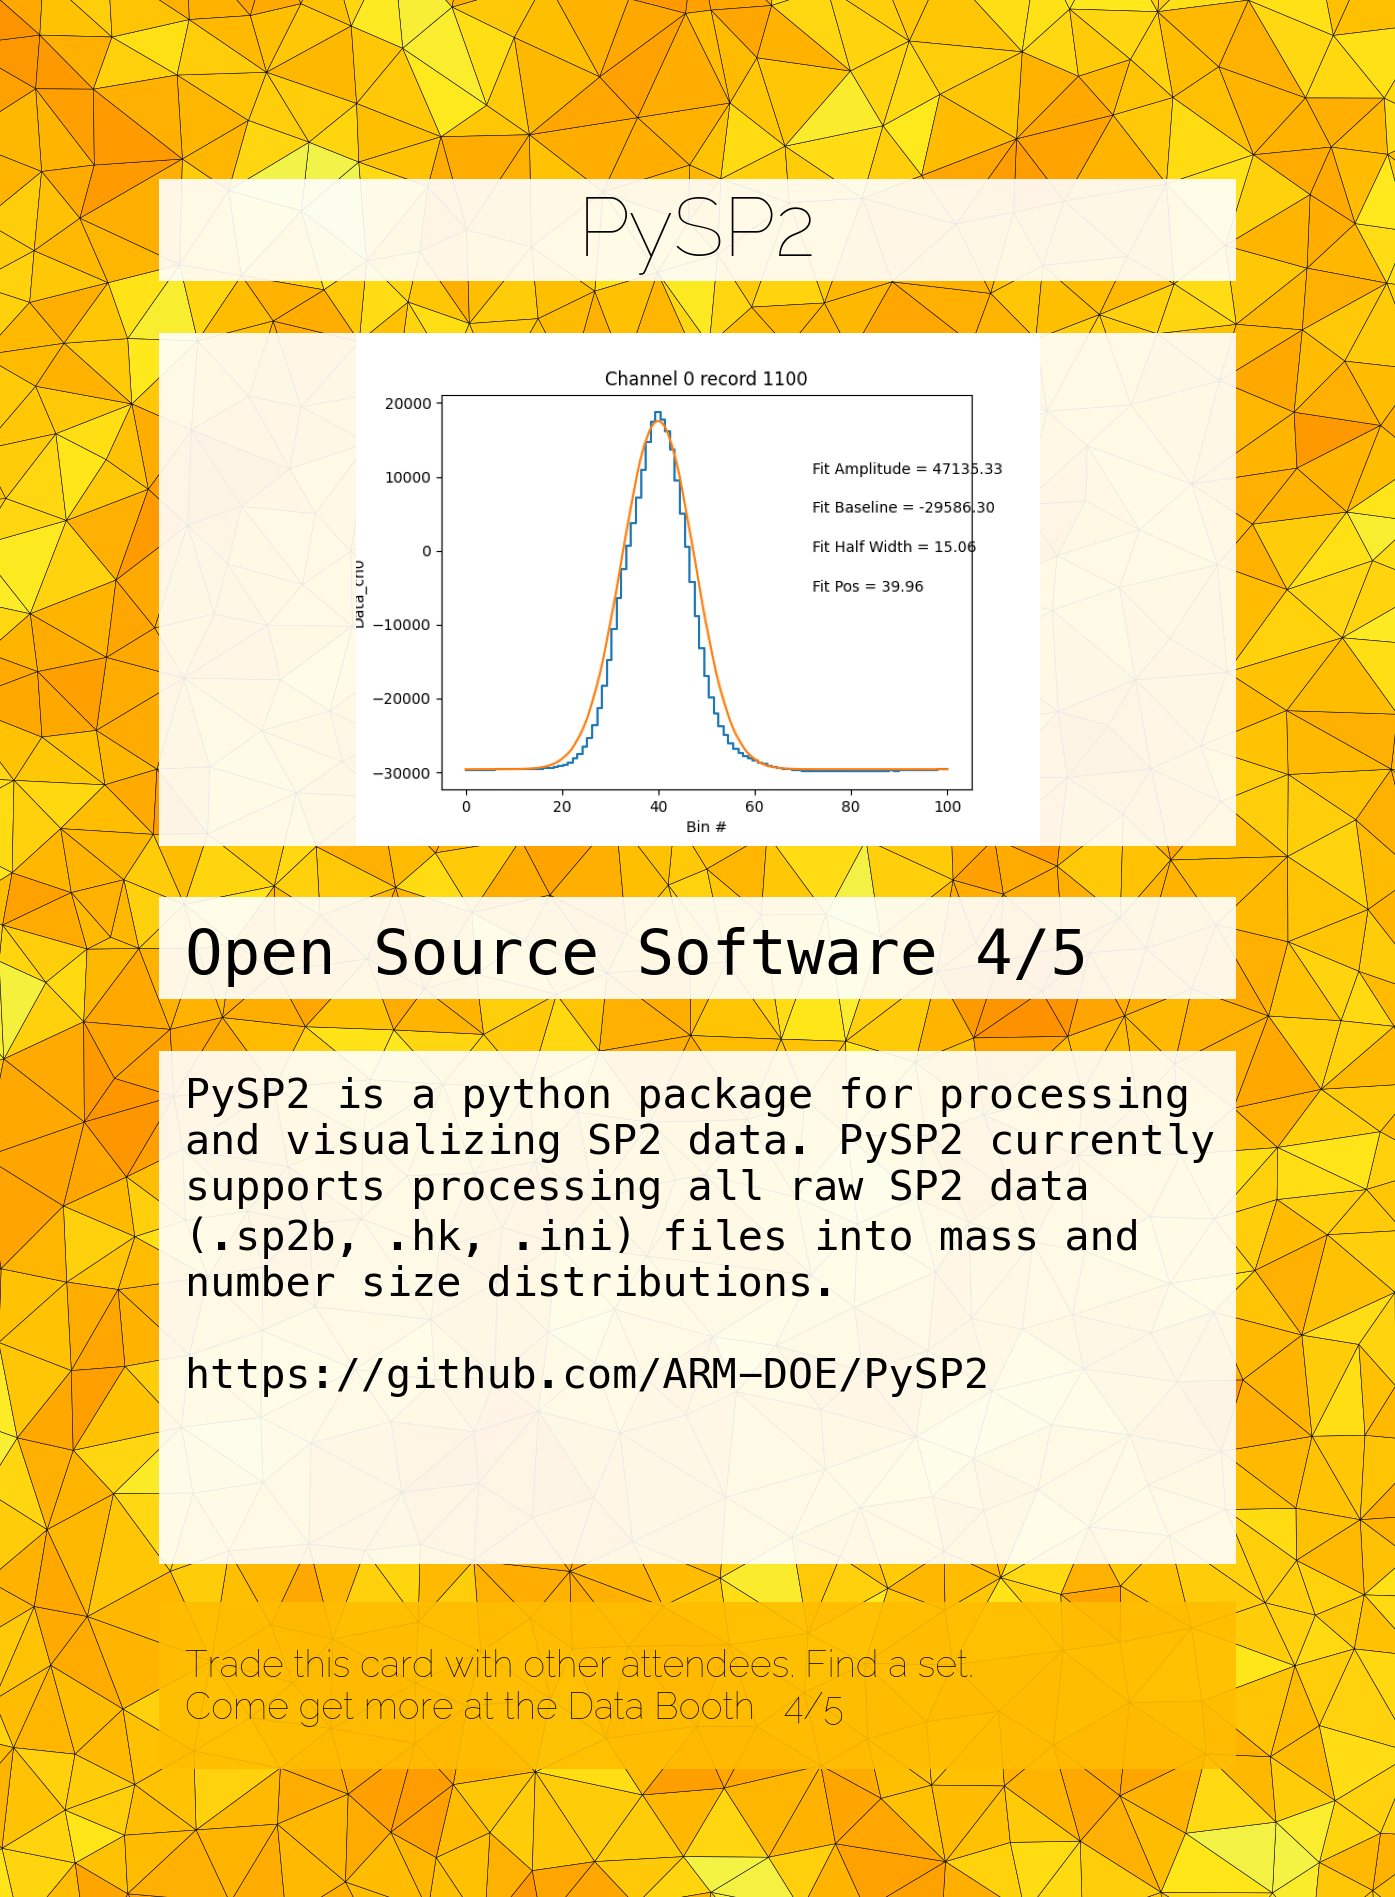 PySP2
Channel 0 record 1100
20000
10000
0
−10000
−20000
−30000
Data_ch0
Fit Amplitude = 47135.33
Fit Baseline = -29586.30
Fit Half Width = 15.06
Fit Pos = 39.96
0 20 40 60 80 100
Bin #
Open Source Software 4/5
PySP2 is a python package for processing
and visualizing SP2 data. PySP2 currently
supports processing all raw SP2 data
(.sp2b, .hk, .ini) files into mass and
number size distributions.
https://github.com/ARM-DOE/PySP2
Trade this card with other attendees. Find a set.
Come get more at the Data Booth 4/5